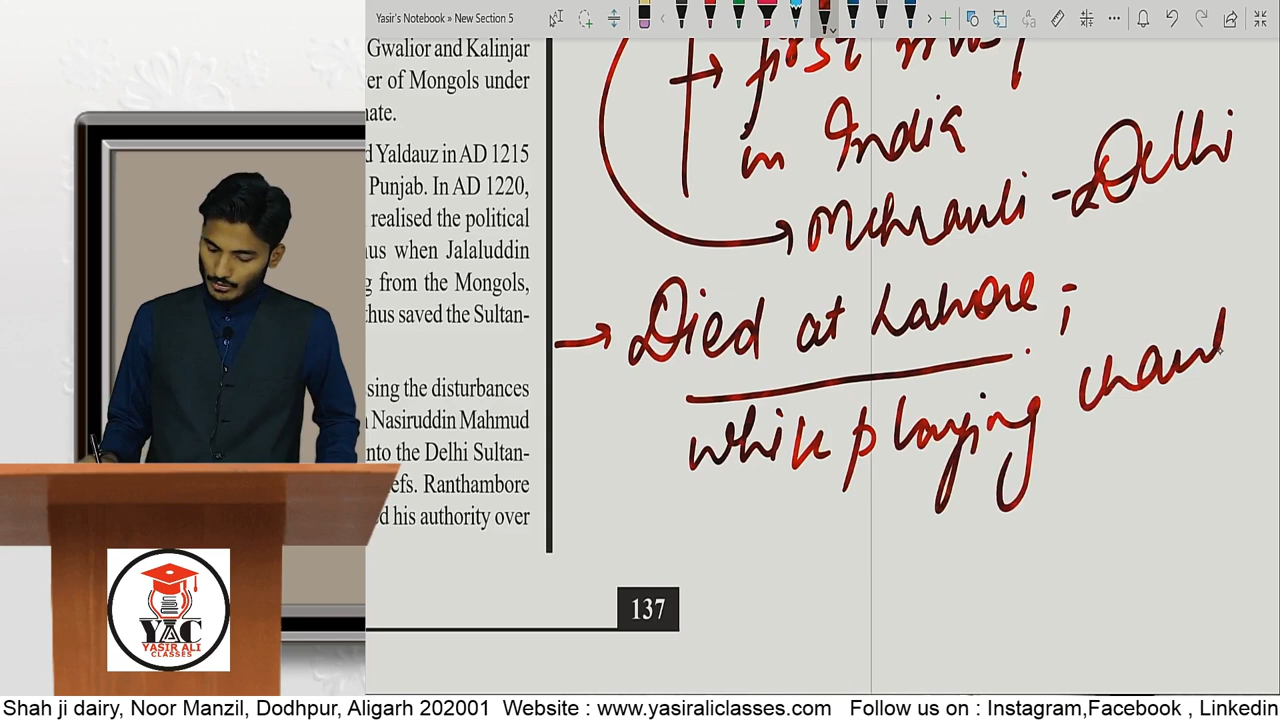 Yasir's Notebook » New Section 5
Gwalior and Kalinjar
er of Mongols under
nate.
d Yaldauz in AD 1215
Punjab. In AD 1220,
realised the political
us when Jalaluddin
g from the Mongols,
thus saved the Sultan-
sing the disturbances
Nasiruddin Mahmud
nto the Delhi Sultan-
efs. Ranthambore
d his authority over
137
→ first
in India
→ Mehrauli - Delhi
→ Died at Lahore ;
while playing chau
YAC
YASIR ALI
CLASSES
Shah ji dairy, Noor Manzil, Dodhpur, Aligarh 202001 Website : www.yasiraliclasses.com Follow us on : Instagram,Facebook , Linkedin